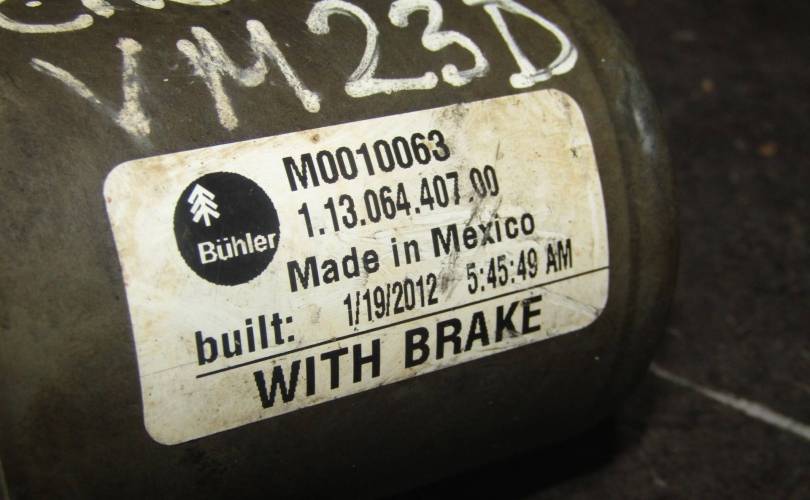 VM23D
M0010063
1.13.064.407.00
Bühler
Made in Mexico
built: 1/19/2012 5:45:49 AM
WITH BRAKE